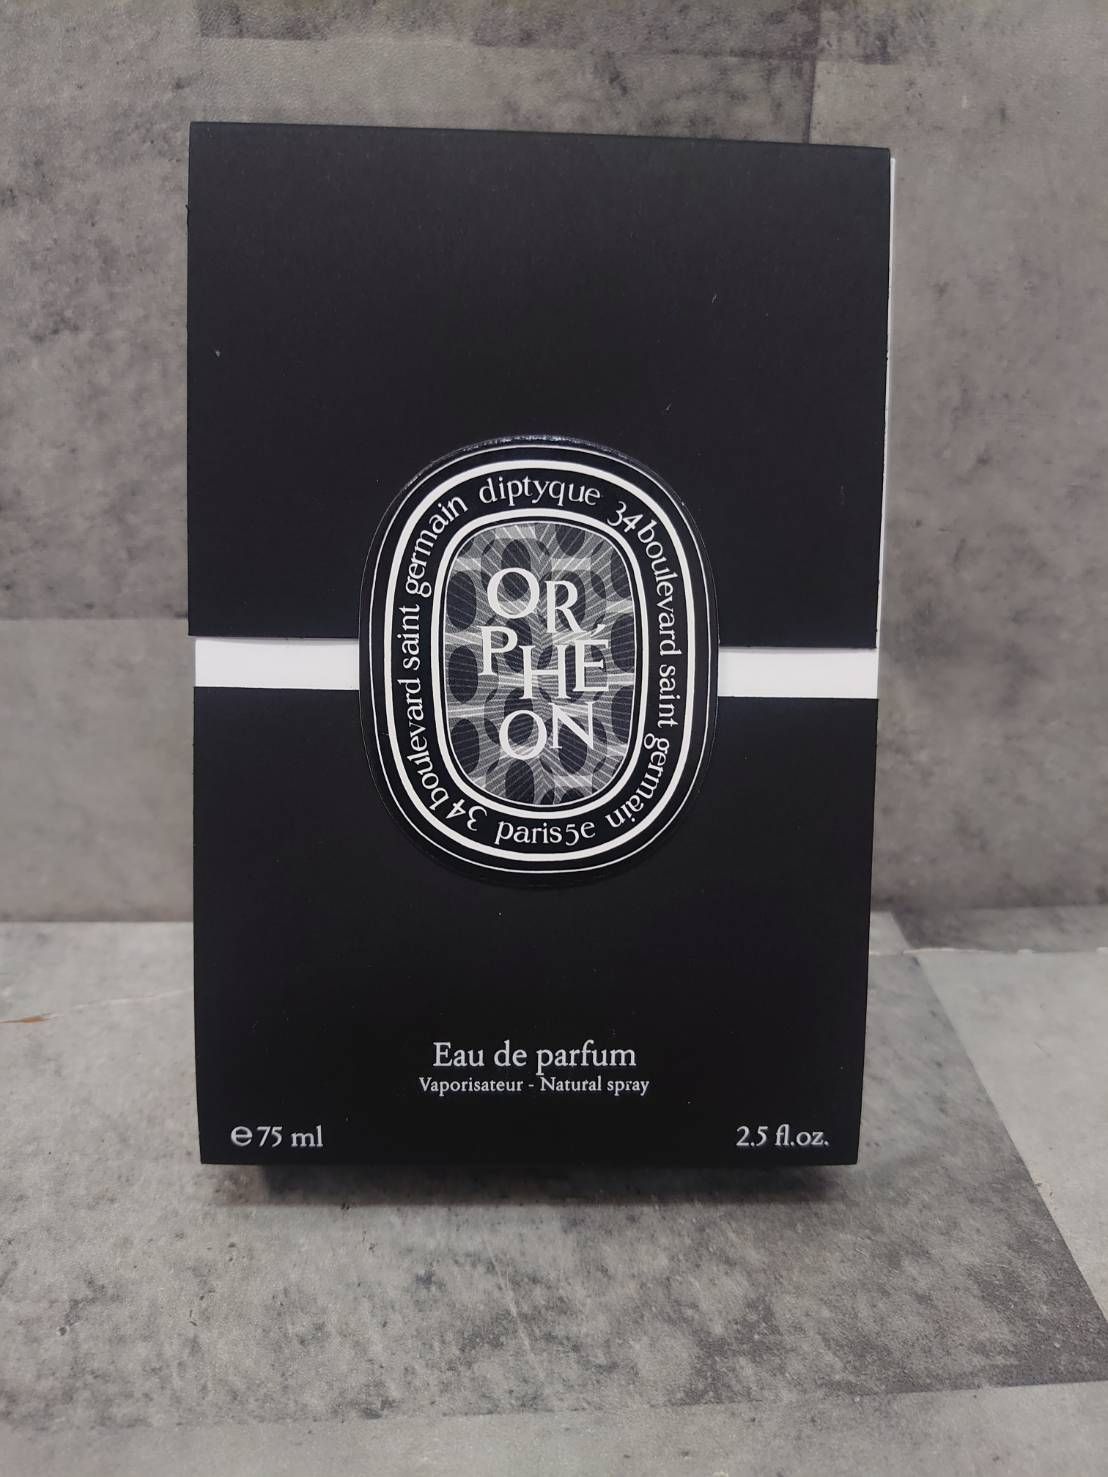 diptyque 34 boulevard saint germain
paris 5e 34 boulevard saint germain
OR
PHÉ
ON
Eau de parfum
Vaporisateur - Natural spray
℮ 75 ml
2.5 fl.oz.